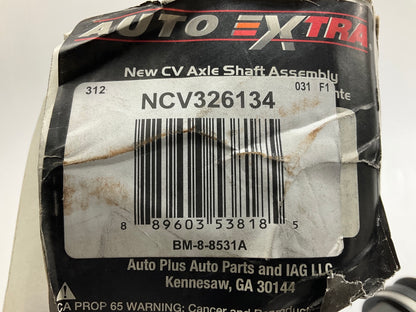 AUTO EXTRA
New CV Axle Shaft Assembly
312 031 F1
NCV326134
8 89603 53818 5
BM-8-8531A
Auto Plus Auto Parts and IAG LLC
Kennesaw, GA 30144
CA PROP 65 WARNING: Cancer and Reproductive